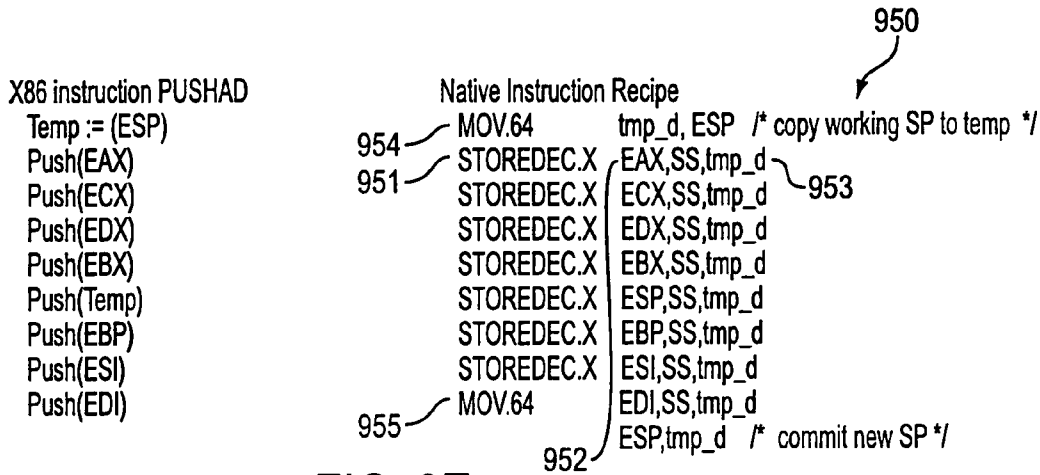 950
X86 instruction PUSHAD Native Instruction Recipe
Temp := (ESP) 954 MOV.64 tmp_d, ESP /* copy working SP to temp */
Push(EAX) 951 STOREDEC.X EAX,SS,tmp_d 953
Push(ECX) STOREDEC.X ECX,SS,tmp_d
Push(EDX) STOREDEC.X EDX,SS,tmp_d
Push(EBX) STOREDEC.X EBX,SS,tmp_d
Push(Temp) STOREDEC.X ESP,SS,tmp_d
Push(EBP) STOREDEC.X EBP,SS,tmp_d
Push(ESI) STOREDEC.X ESI,SS,tmp_d
Push(EDI) 955 MOV.64 EDI,SS,tmp_d
ESP,tmp_d /* commit new SP */
952